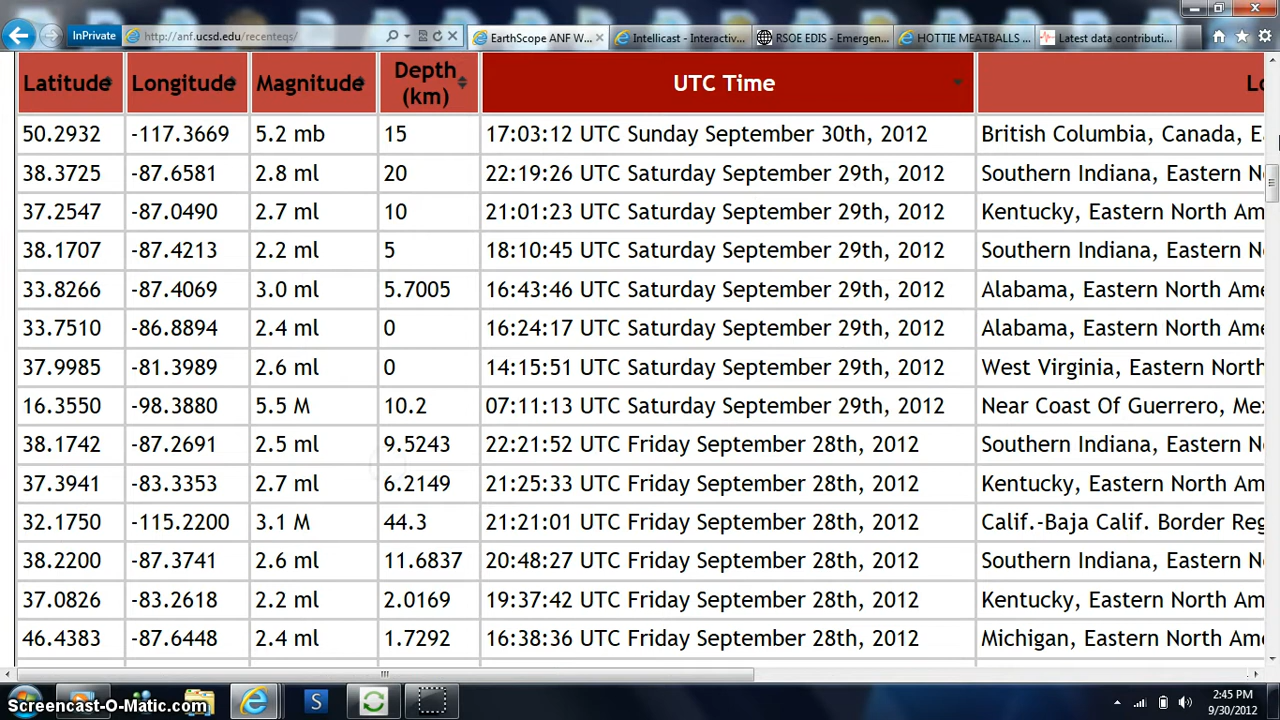 InPrivate http://anf.ucsd.edu/recenteqs/ EarthScope ANF W... Intellicast - Interactiv... RSOE EDIS - Emergen... HOTTIE MEATBALLS ... Latest data contributi...
Latitude Longitude Magnitude Depth (km) UTC Time Lo
50.2932 -117.3669 5.2 mb 15 17:03:12 UTC Sunday September 30th, 2012 British Columbia, Canada, Ea
38.3725 -87.6581 2.8 ml 20 22:19:26 UTC Saturday September 29th, 2012 Southern Indiana, Eastern N
37.2547 -87.0490 2.7 ml 10 21:01:23 UTC Saturday September 29th, 2012 Kentucky, Eastern North Am
38.1707 -87.4213 2.2 ml 5 18:10:45 UTC Saturday September 29th, 2012 Southern Indiana, Eastern N
33.8266 -87.4069 3.0 ml 5.7005 16:43:46 UTC Saturday September 29th, 2012 Alabama, Eastern North Ame
33.7510 -86.8894 2.4 ml 0 16:24:17 UTC Saturday September 29th, 2012 Alabama, Eastern North Ame
37.9985 -81.3989 2.6 ml 0 14:15:51 UTC Saturday September 29th, 2012 West Virginia, Eastern North
16.3550 -98.3880 5.5 M 10.2 07:11:13 UTC Saturday September 29th, 2012 Near Coast Of Guerrero, Mex
38.1742 -87.2691 2.5 ml 9.5243 22:21:52 UTC Friday September 28th, 2012 Southern Indiana, Eastern N
37.3941 -83.3353 2.7 ml 6.2149 21:25:33 UTC Friday September 28th, 2012 Kentucky, Eastern North Am
32.1750 -115.2200 3.1 M 44.3 21:21:01 UTC Friday September 28th, 2012 Calif.-Baja Calif. Border Reg
38.2200 -87.3741 2.6 ml 11.6837 20:48:27 UTC Friday September 28th, 2012 Southern Indiana, Eastern N
37.0826 -83.2618 2.2 ml 2.0169 19:37:42 UTC Friday September 28th, 2012 Kentucky, Eastern North Am
46.4383 -87.6448 2.4 ml 1.7292 16:38:36 UTC Friday September 28th, 2012 Michigan, Eastern North Ame
Screencast-O-Matic.com S 2:45 PM
9/30/2012